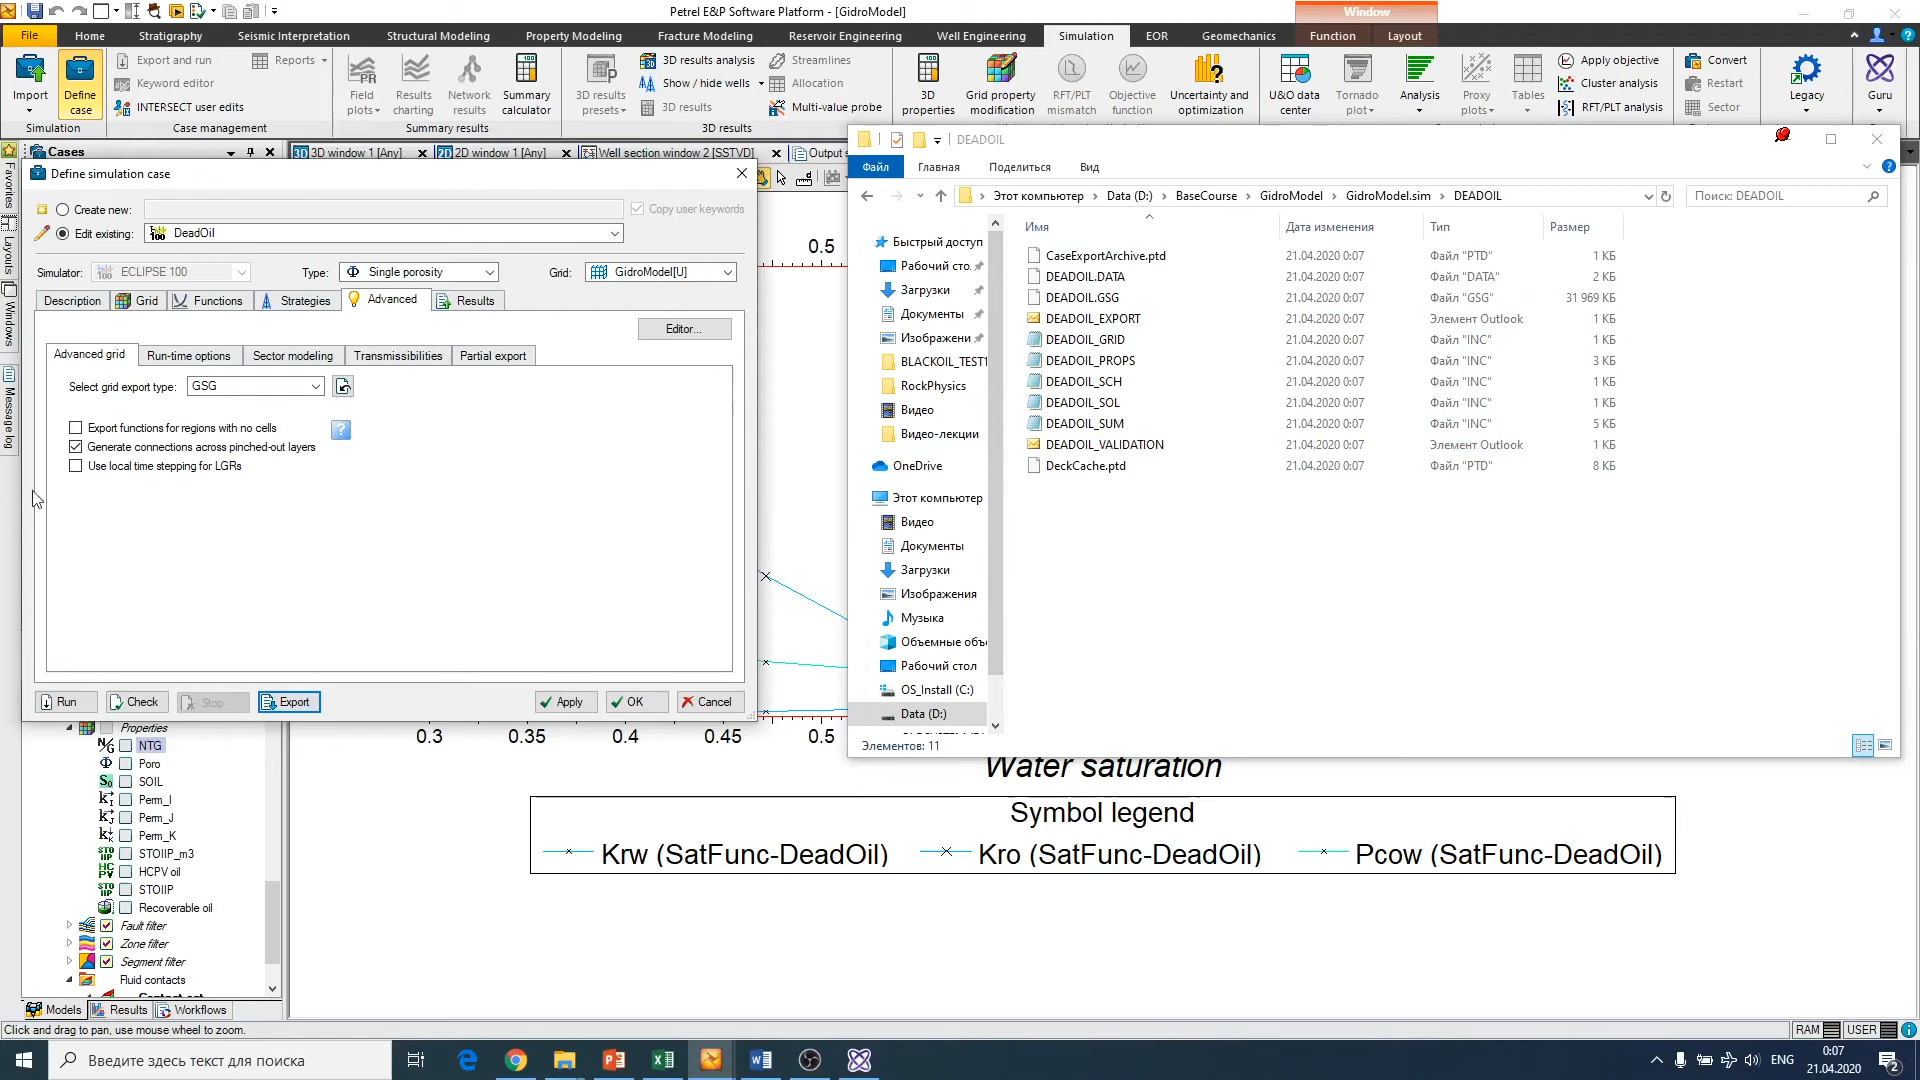 Petrel E&P Software Platform - [GidroModel]
Window
File Home Stratigraphy Seismic Interpretation Structural Modeling Property Modeling Fracture Modeling Reservoir Engineering Well Engineering Simulation EOR Geomechanics Function Layout
Import
Define case
Export and run
Keyword editor
INTERSECT user edits
Reports
Field plots
Results charting
Network results
Summary calculator
3D results presets
3D results analysis
Show / hide wells
3D results
Streamlines
Allocation
Multi-value probe
3D properties
Grid property modification
RFT/PLT mismatch
Objective function
Uncertainty and optimization
Apply objective
Cluster analysis
RFT/PLT analysis
U&O data center
Tornado plot
Analysis
Proxy plots
Tables
Convert
Restart
Sector
Legacy
Guru
Simulation Case management Summary results 3D results
Favorites
Layouts
Windows
Message log
Cases
3D window 1 [Any] 2D window 1 [Any] Well section window 2 [SSTVD] Output s
Define simulation case
Create new: Copy user keywords
Edit existing: DeadOil
Simulator: ECLIPSE 100 Type: Single porosity Grid: GidroModel[U]
Description Grid Functions Strategies Advanced Results
Editor...
Advanced grid Run-time options Sector modeling Transmissibilities Partial export
Select grid export type: GSG
Export functions for regions with no cells
Generate connections across pinched-out layers
Use local time stepping for LGRs
Run Check Stop Export Apply OK Cancel
DEADOIL
Файл Главная Поделиться Вид
Этот компьютер Data (D:) BaseCourse GidroModel GidroModel.sim DEADOIL
Поиск: DEADOIL
Имя Дата изменения Тип Размер
CaseExportArchive.ptd 21.04.2020 0:07 Файл "PTD" 1 КБ
DEADOIL.DATA 21.04.2020 0:07 Файл "DATA" 2 КБ
DEADOIL.GSG 21.04.2020 0:07 Файл "GSG" 31 969 КБ
DEADOIL_EXPORT 21.04.2020 0:07 Элемент Outlook 1 КБ
DEADOIL_GRID 21.04.2020 0:07 Файл "INC" 1 КБ
DEADOIL_PROPS 21.04.2020 0:07 Файл "INC" 3 КБ
DEADOIL_SCH 21.04.2020 0:07 Файл "INC" 1 КБ
DEADOIL_SOL 21.04.2020 0:07 Файл "INC" 1 КБ
DEADOIL_SUM 21.04.2020 0:07 Файл "INC" 5 КБ
DEADOIL_VALIDATION 21.04.2020 0:07 Элемент Outlook 1 КБ
DeckCache.ptd 21.04.2020 0:07 Файл "PTD" 8 КБ
Быстрый доступ
Рабочий сто.
Загрузки
Документы
Изображени
BLACKOIL_TEST1
RockPhysics
Видео
Видео-лекции
OneDrive
Этот компьютер
Видео
Документы
Загрузки
Изображения
Музыка
Объемные объ
Рабочий стол
OS_Install (C:)
Data (D:)
Элементов: 11
0.5
0.3 0.35 0.4 0.45 0.5
Water saturation
Symbol legend
Krw (SatFunc-DeadOil) Kro (SatFunc-DeadOil) Pcow (SatFunc-DeadOil)
Properties
NTG
Poro
SOIL
Perm_I
Perm_J
Perm_K
STOIIP_m3
HCPV oil
STOIIP
Recoverable oil
Fault filter
Zone filter
Segment filter
Fluid contacts
Models Results Workflows
Click and drag to pan, use mouse wheel to zoom.
RAM USER
Введите здесь текст для поиска
ENG
0:07
21.04.2020
2